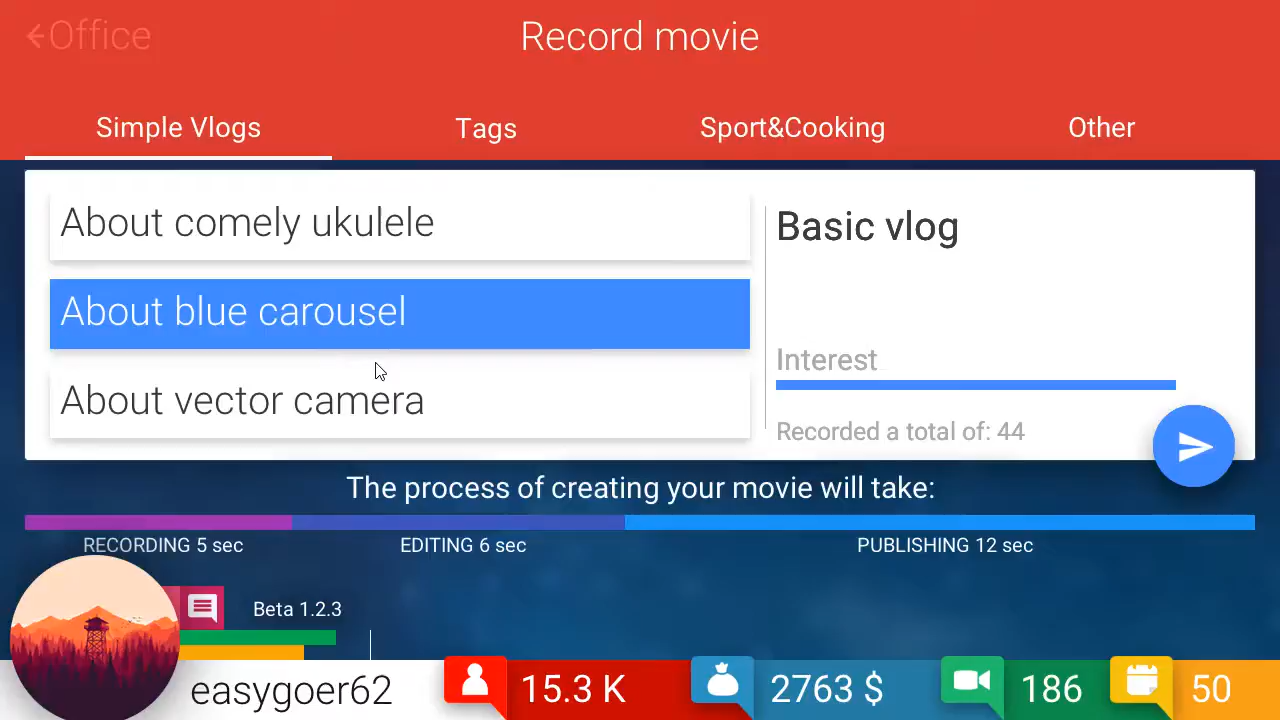 Office
Record movie
Simple Vlogs
Tags
Sport&Cooking
Other
About comely ukulele
About blue carousel
About vector camera
Basic vlog
Interest
Recorded a total of: 44
The process of creating your movie will take:
RECORDING 5 sec
EDITING 6 sec
PUBLISHING 12 sec
Beta 1.2.3
easygoer62
15.3 K
2763 $
186
50